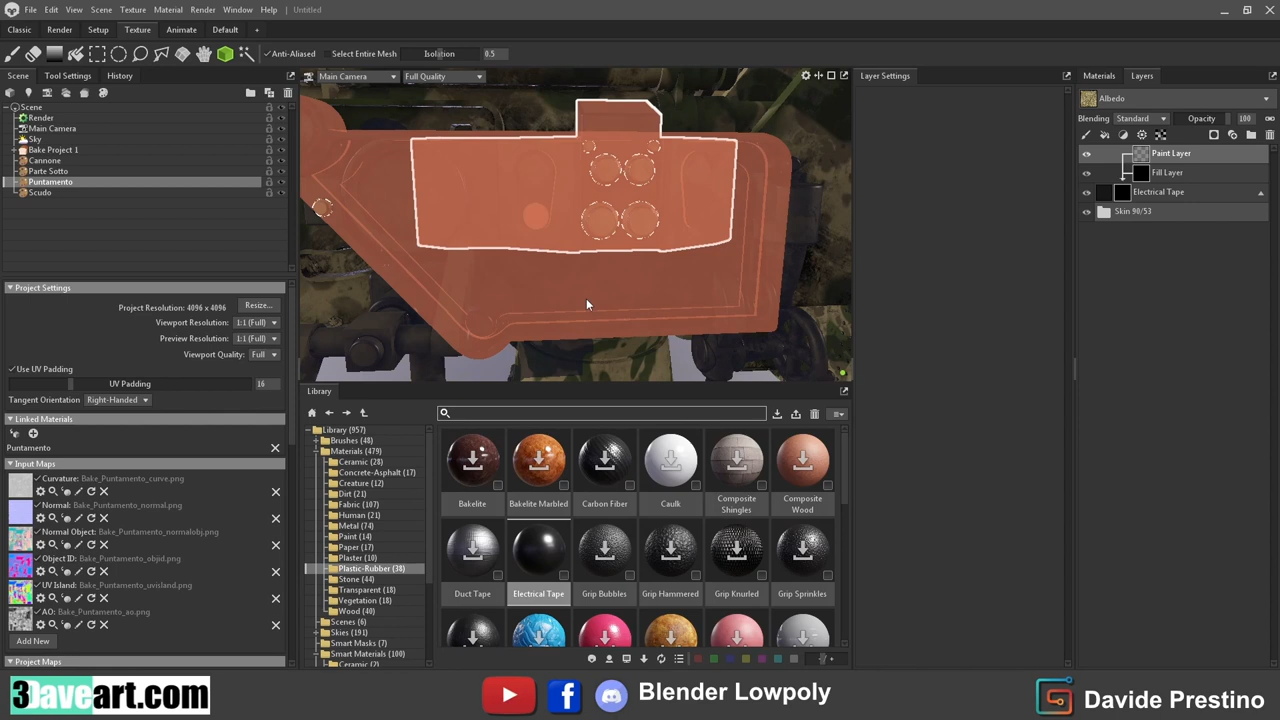 File Edit View Scene Texture Material Render Window Help Untitled
Classic Render Setup Texture Animate Default +
Anti-Aliased Select Entire Mesh Isolation 0.5
Scene Tool Settings History
Main Camera Full Quality
Layer Settings
Materials Layers
Scene
Render
Main Camera
Sky
Bake Project 1
Cannone
Parte Sotto
Puntamento
Scudo
Albedo
Blending Standard Opacity 100
Paint Layer
Fill Layer
Electrical Tape
Skin 90/53
Project Settings
Project Resolution: 4096 x 4096 Resize...
Viewport Resolution: 1:1 (Full)
Preview Resolution: 1:1 (Full)
Viewport Quality: Full
Use UV Padding
UV Padding 16
Tangent Orientation Right-Handed
Linked Materials
Puntamento
Input Maps
Curvature: Bake_Puntamento_curve.png
Normal: Bake_Puntamento_normal.png
Normal Object: Bake_Puntamento_normalobj.png
Object ID: Bake_Puntamento_objid.png
UV Island: Bake_Puntamento_uvisland.png
AO: Bake_Puntamento_ao.png
Add New
Project Maps
Library
Library (957)
Brushes (48)
Materials (479)
Ceramic (28)
Concrete-Asphalt (17)
Creature (12)
Dirt (21)
Fabric (107)
Human (21)
Metal (74)
Paint (14)
Paper (17)
Plaster (10)
Plastic-Rubber (38)
Stone (44)
Transparent (18)
Vegetation (18)
Wood (40)
Scenes (6)
Skies (191)
Smart Masks (7)
Smart Materials (100)
Ceramic (2)
Bakelite
Bakelite Marbled
Carbon Fiber
Caulk
Composite Shingles
Composite Wood
Duct Tape
Electrical Tape
Grip Bubbles
Grip Hammered
Grip Knurled
Grip Sprinkles
3Daveart.com
Blender Lowpoly
Davide Prestino